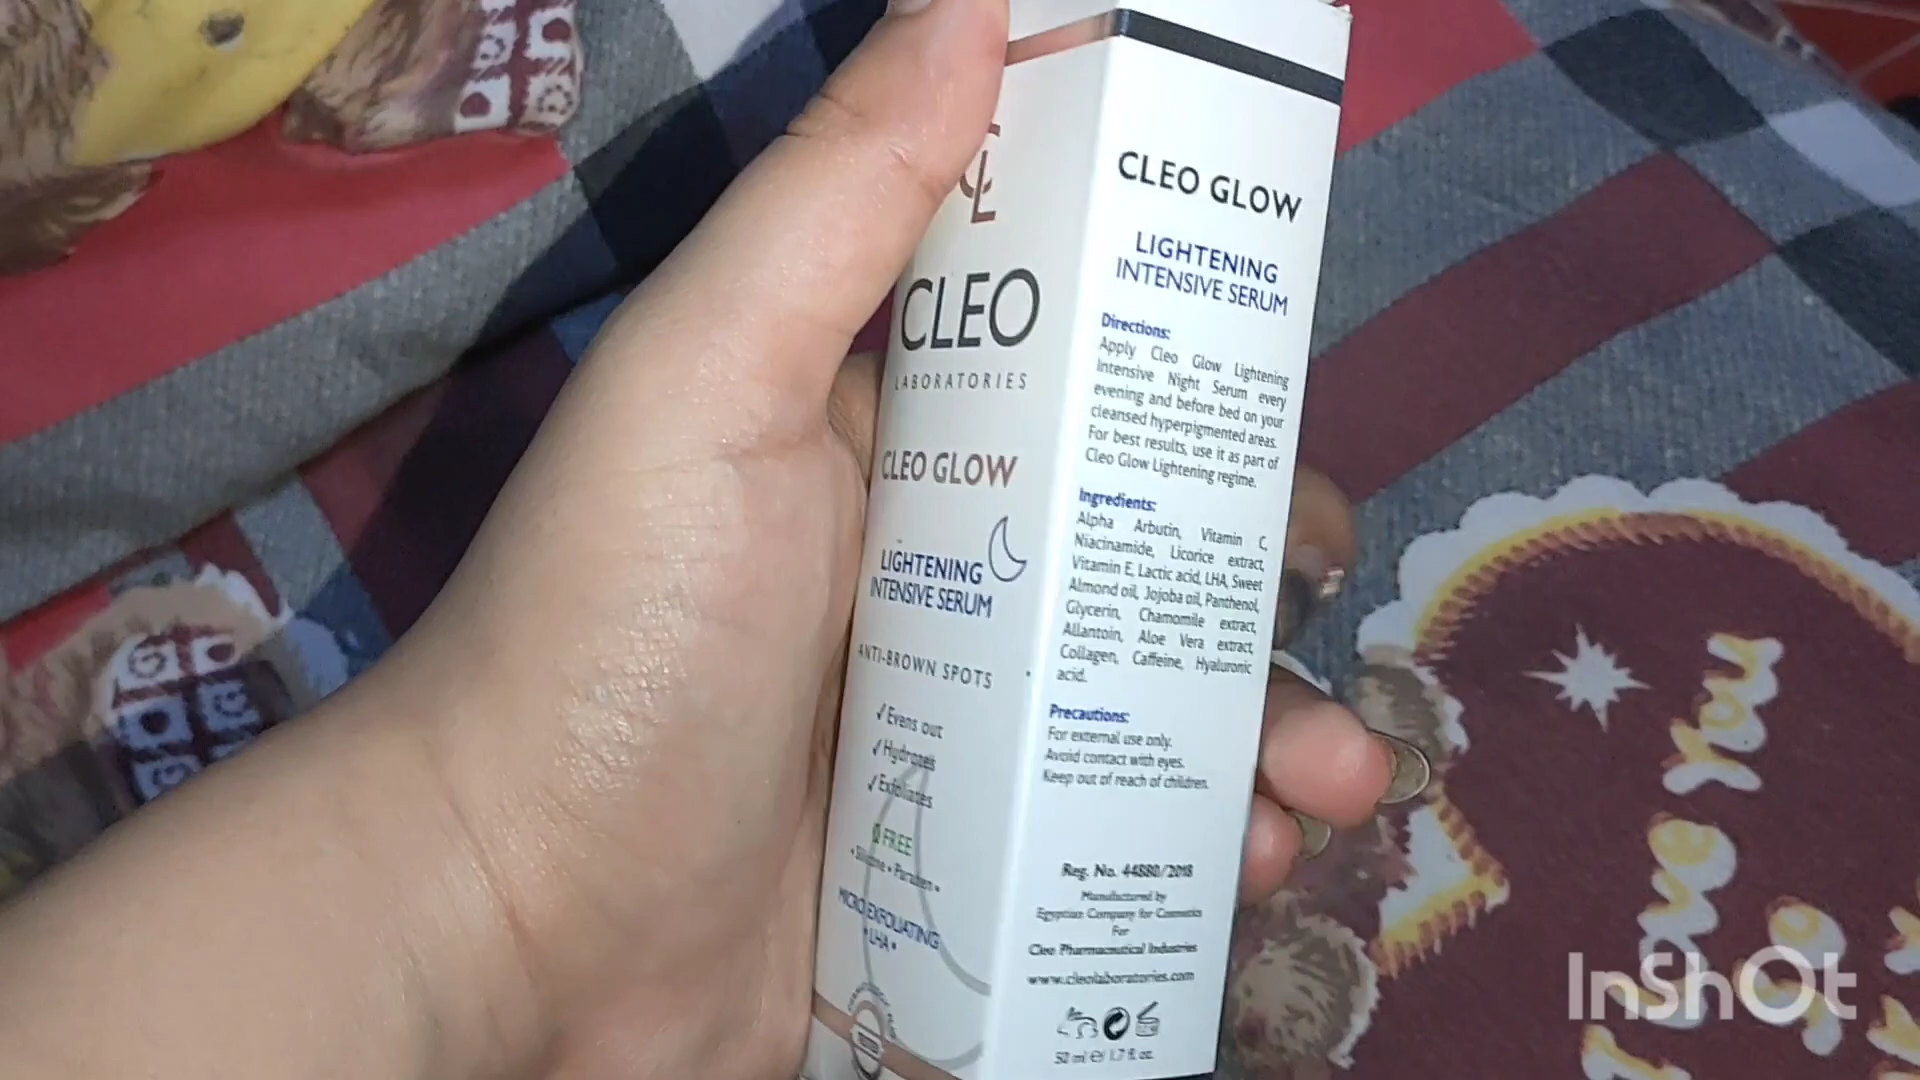 CL
CLEO
LABORATORIES
CLEO GLOW
LIGHTENING
INTENSIVE SERUM
ANTI-BROWN SPOTS
✓ Evens out
✓ Hydrates
✓ Exfoliates
FREE
• Silicone • Paraben •
MICRO EXFOLIATING
• LHA •
CLEO GLOW
LIGHTENING
INTENSIVE SERUM
Directions:
Apply Cleo Glow Lightening
Intensive Night Serum every
evening and before bed on your
cleansed hyperpigmented areas.
For best results, use it as part of
Cleo Glow Lightening regime.
Ingredients:
Alpha Arbutin, Vitamin C,
Niacinamide, Licorice extract,
Vitamin E, Lactic acid, LHA, Sweet
Almond oil, Jojoba oil, Panthenol,
Glycerin, Chamomile extract,
Allantoin, Aloe Vera extract,
Collagen, Caffeine, Hyaluronic
acid.
Precautions:
For external use only.
Avoid contact with eyes.
Keep out of reach of children.
Reg. No. 44880/2018
Manufactured by
Egyptian Company for Cosmetics
For
Cleo Pharmaceutical Industries
www.cleolaboratories.com
50 ml e 1.7 fl. oz.
love you
InShOt